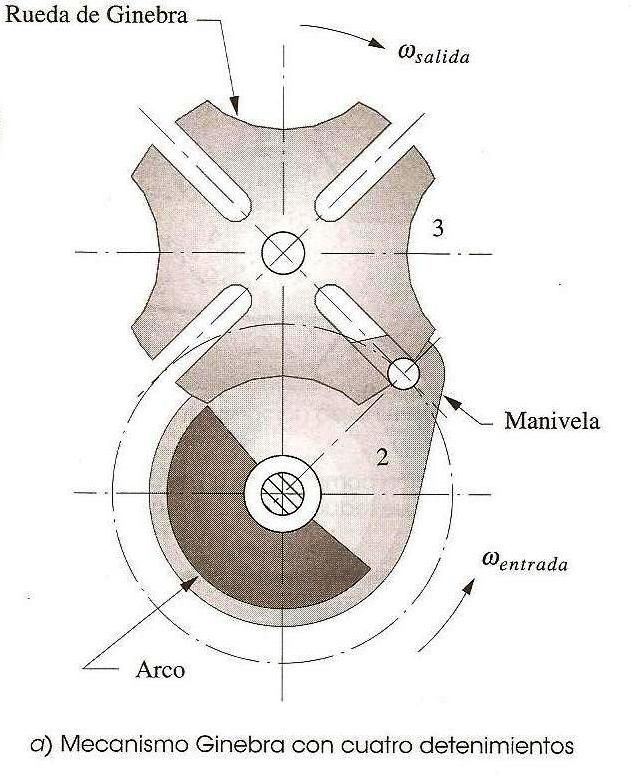 Rueda de Ginebra
ωsalida
3
Manivela
2
ωentrada
Arco
a) Mecanismo Ginebra con cuatro detenimientos